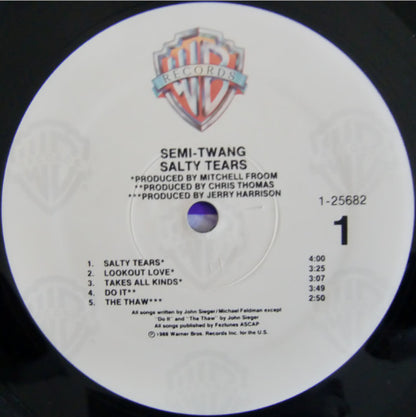 WB
RECORDS
SEMI-TWANG
SALTY TEARS
*PRODUCED BY MITCHELL FROOM
**PRODUCED BY CHRIS THOMAS
***PRODUCED BY JERRY HARRISON
1-25682
1
1. SALTY TEARS* 4:00
2. LOOKOUT LOVE* 3:25
3. TAKES ALL KINDS* 3:07
4. DO IT** 3:49
5. THE THAW*** 2:50
All songs written by John Sieger/Michael Feldman except
"Do It" and "The Thaw" by John Sieger
All songs published by Feztunes ASCAP
℗1988 Warner Bros. Records Inc. for the U.S.